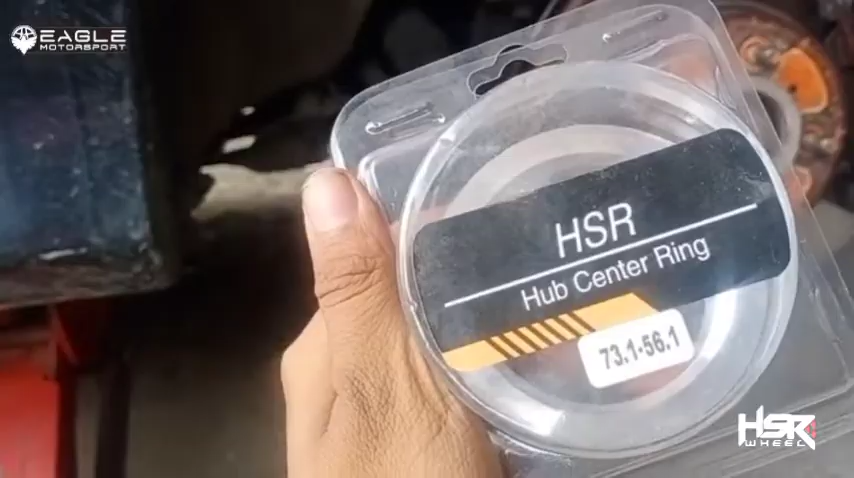 EAGLE
MOTORSPORT
HSR
Hub Center Ring
73.1-56.1
HSR
WHEEL